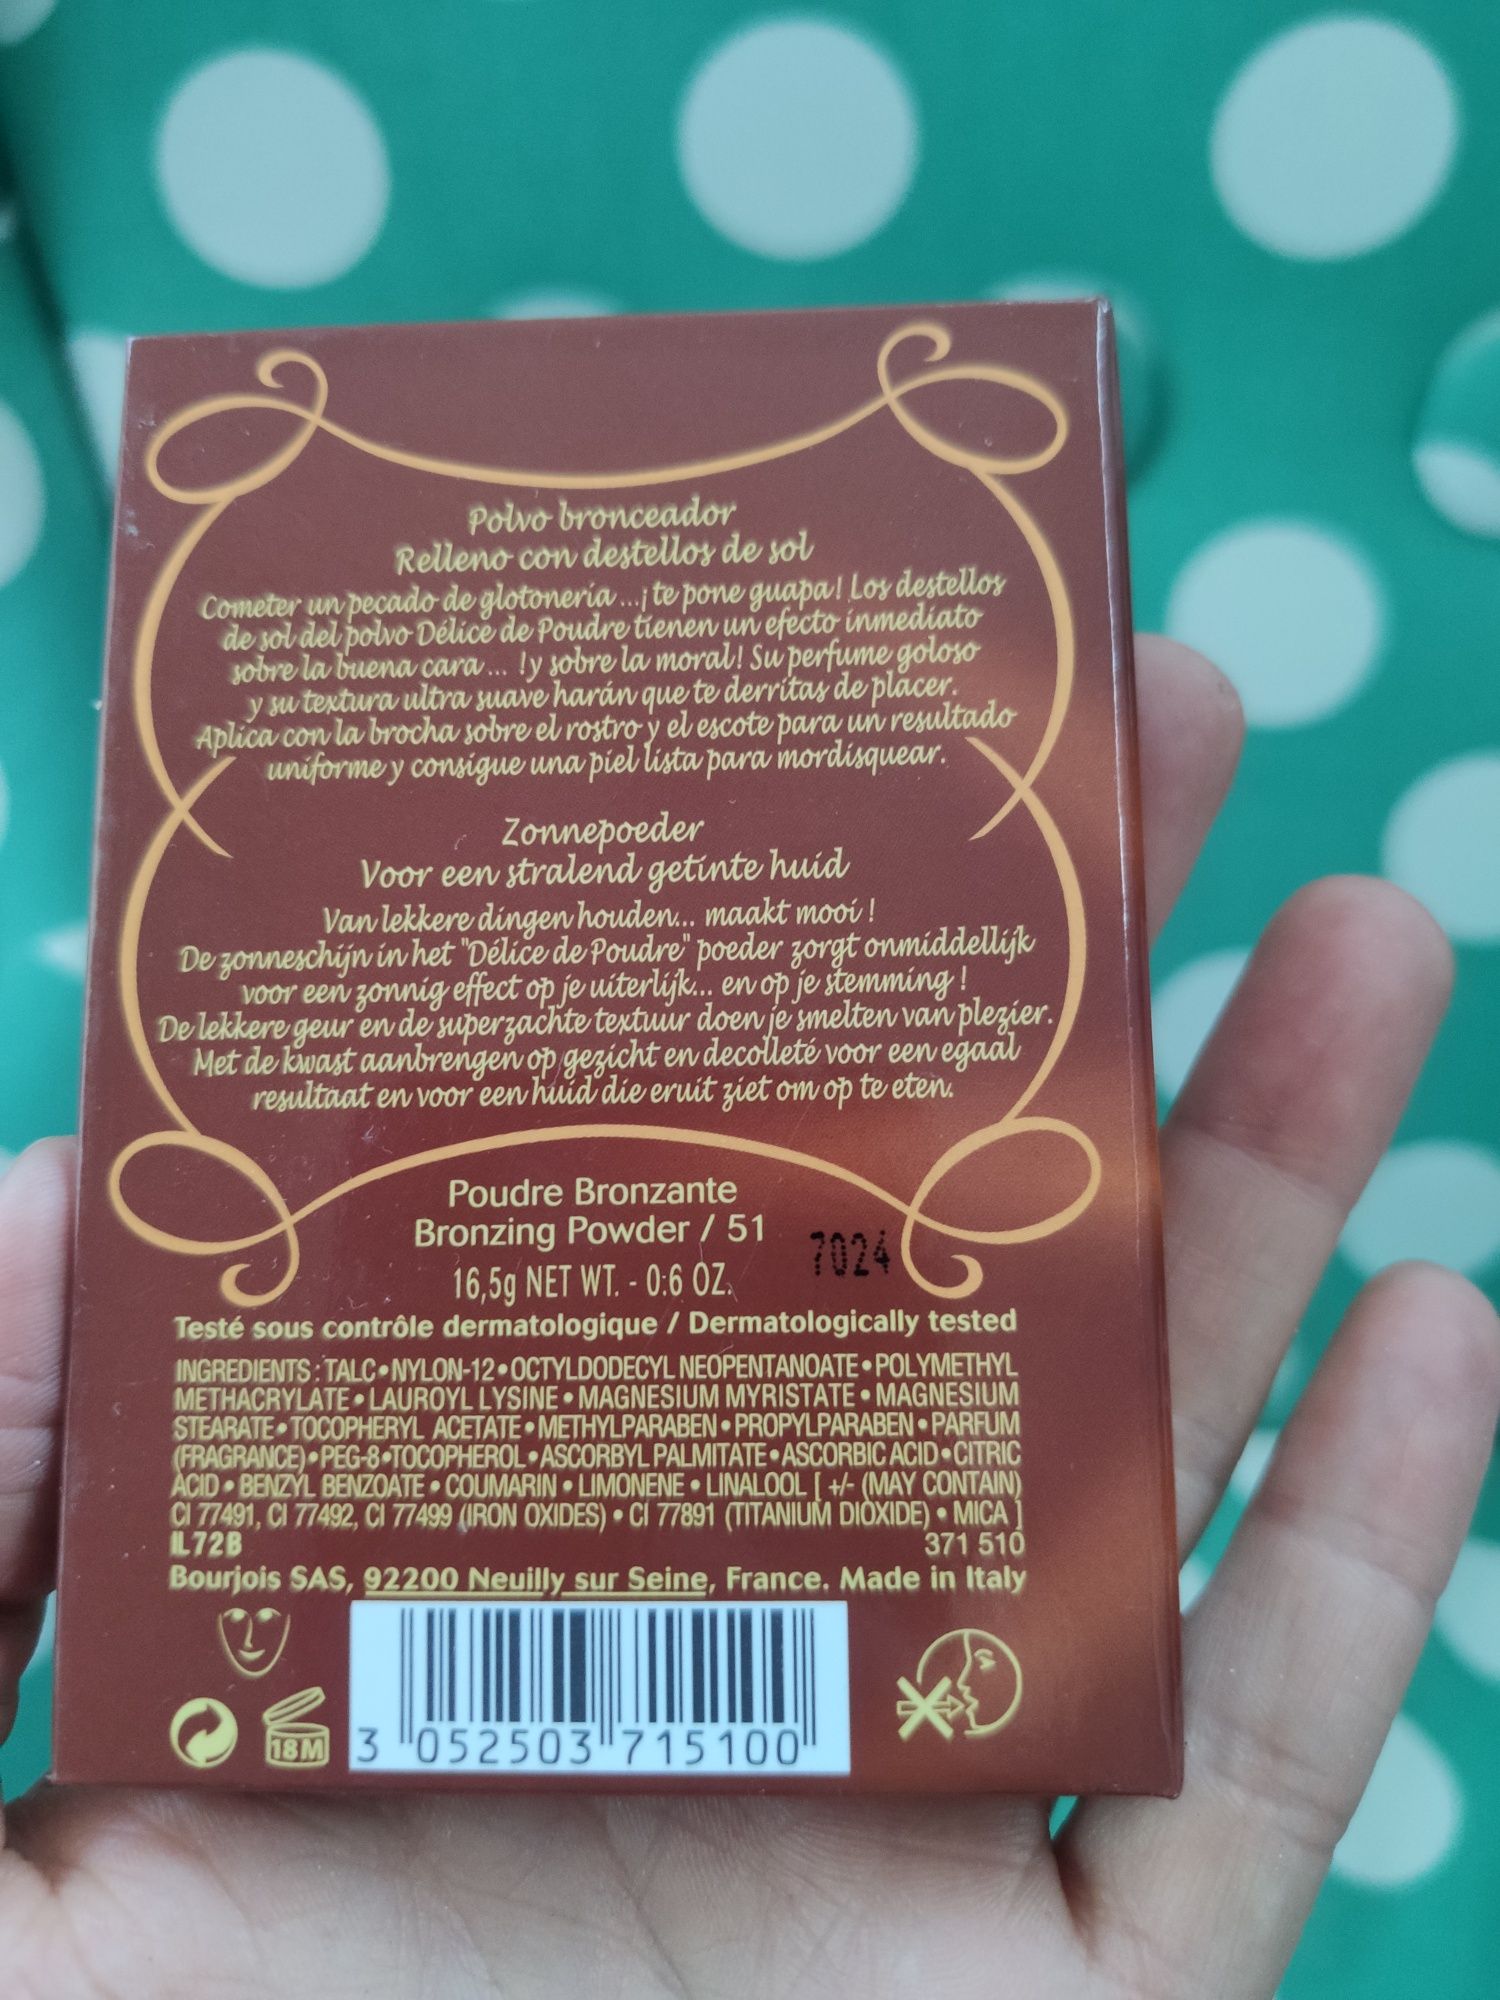 Polvo bronceador
Relleno con destellos de sol
Cometer un pecado de glotonería ...¡te pone guapa! Los destellos
de sol del polvo Délice de Poudre tienen un efecto inmediato
sobre la buena cara ... !y sobre la moral! Su perfume goloso
y su textura ultra suave harán que te derritas de placer.
Aplica con la brocha sobre el rostro y el escote para un resultado
uniforme y consigue una piel lista para mordisquear.
Zonnepoeder
Voor een stralend getinte huid
Van lekkere dingen houden... maakt mooi !
De zonneschijn in het "Délice de Poudre" poeder zorgt onmiddellijk
voor een zonnig effect op je uiterlijk... en op je stemming !
De lekkere geur en de superzachte textuur doen je smelten van plezier.
Met de kwast aanbrengen op gezicht en decolleté voor een egaal
resultaat en voor een huid die eruit ziet om op te eten.
Poudre Bronzante
Bronzing Powder / 51
7024
16,5g NET WT. - 0.6 OZ.
Testé sous contrôle dermatologique / Dermatologically tested
INGREDIENTS : TALC • NYLON-12 • OCTYLDODECYL NEOPENTANOATE • POLYMETHYL
METHACRYLATE • LAUROYL LYSINE • MAGNESIUM MYRISTATE • MAGNESIUM
STEARATE • TOCOPHERYL ACETATE • METHYLPARABEN • PROPYLPARABEN • PARFUM
(FRAGRANCE) • PEG-8 • TOCOPHEROL • ASCORBYL PALMITATE • ASCORBIC ACID • CITRIC
ACID • BENZYL BENZOATE • COUMARIN • LIMONENE • LINALOOL [ +/- (MAY CONTAIN)
CI 77491, CI 77492, CI 77499 (IRON OXIDES) • CI 77891 (TITANIUM DIOXIDE) • MICA ]
IL72B 371 510
Bourjois SAS, 92200 Neuilly sur Seine, France. Made in Italy
18M
3 052503 715100